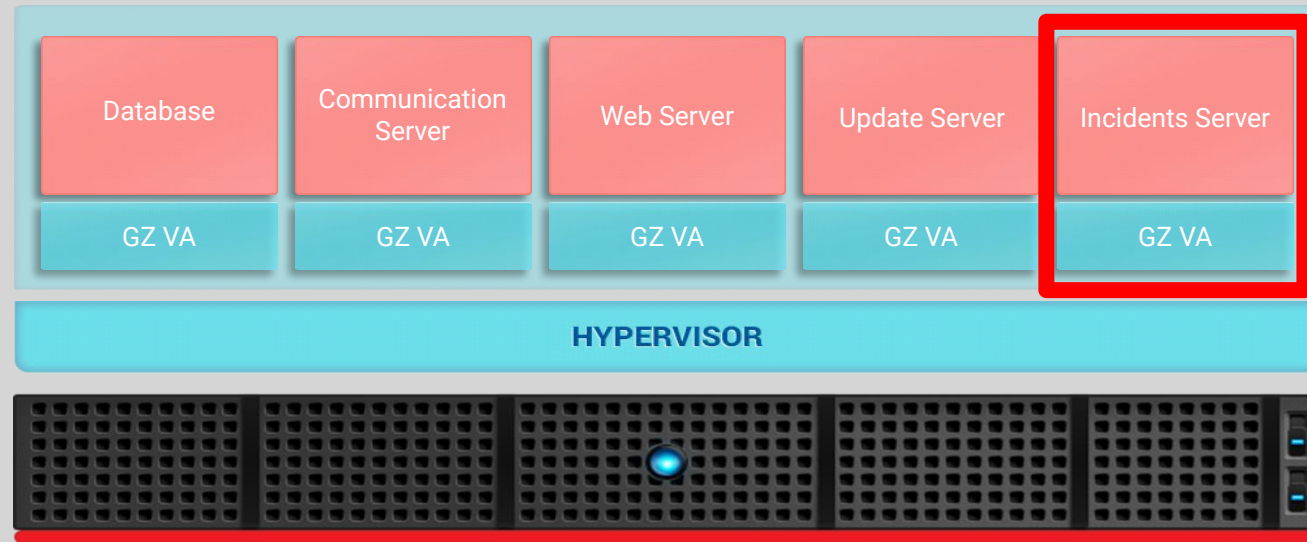 Database
Communication
Server
Web Server
Update Server
Incidents Server
GZ VA
GZ VA
GZ VA
GZ VA
GZ VA
HYPERVISOR